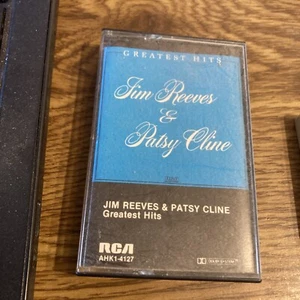 GREATEST HITS
Jim Reeves
&
Patsy Cline
JIM REEVES & PATSY CLINE
Greatest Hits
RCA
AHK1-4127